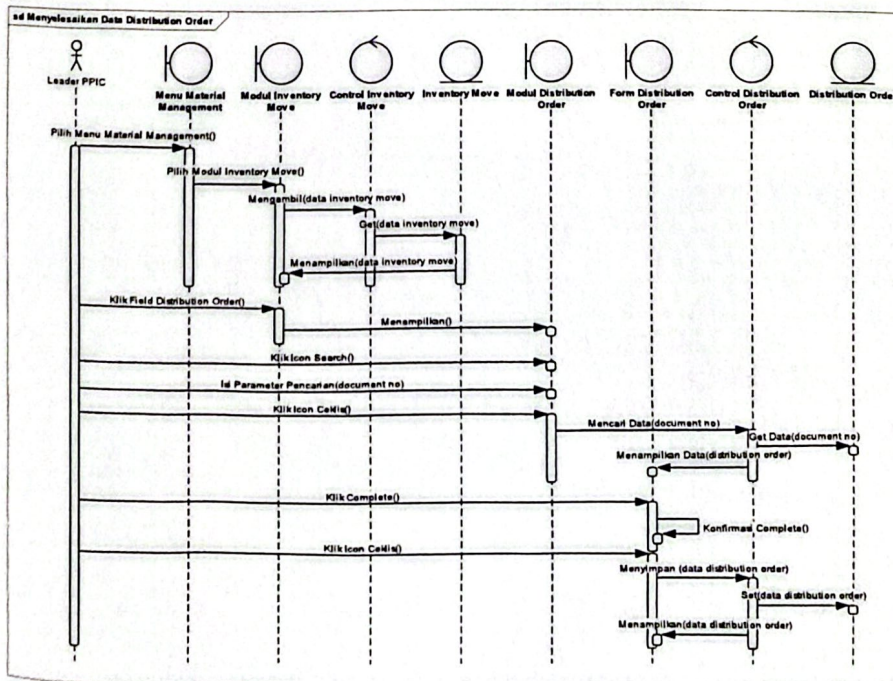 sd Menyelesaikan Data Distribution Order
Leader PPIC
Menu Material
Management
Modul Inventory
Move
Control Inventory
Move
Inventory Move
Modul Distribution
Order
Form Distribution
Order
Control Distribution
Order
Distribution Orde
Pilih Menu Material Management()
Pilih Modul Inventory Move()
Mengambil(data inventory move)
Get(data inventory move)
Menampilkan(data inventory move)
Klik Field Distribution Order()
Menampilkan()
Klik Icon Search()
Isi Parameter Pencarian(document no)
Klik Icon Ceklis()
Mencari Data(document no)
Get Data(document no)
Menampilkan Data(distribution order)
Klik Complete()
Konfirmasi Complete()
Klik Icon Ceklis()
Menyimpan (data distribution order)
Set(data distribution order)
Menampilkan(data distribution order)